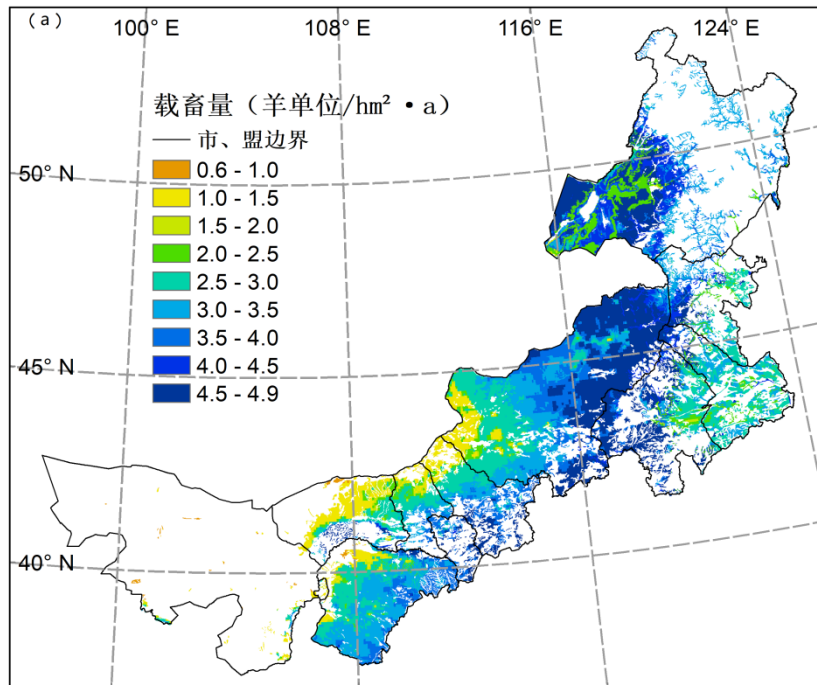 (a)
100° E
108° E
116° E
124° E
载畜量（羊单位/hm² • a）
市、盟边界
0.6 - 1.0
1.0 - 1.5
1.5 - 2.0
2.0 - 2.5
2.5 - 3.0
3.0 - 3.5
3.5 - 4.0
4.0 - 4.5
4.5 - 4.9
50° N
45° N
40° N